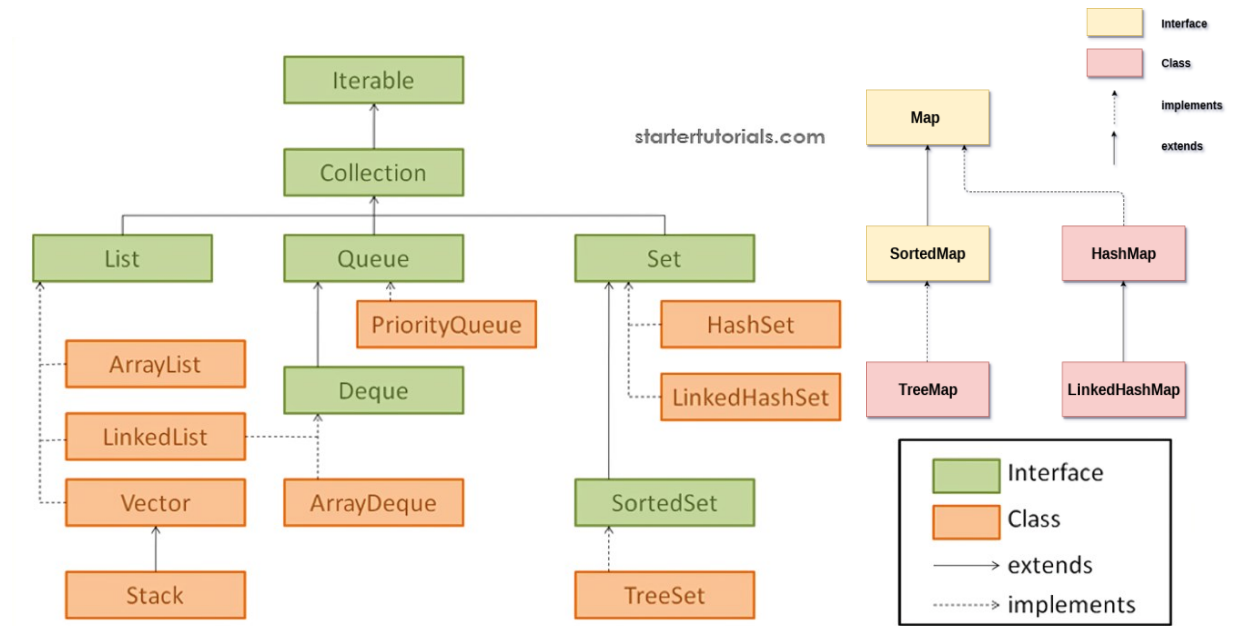 Interface
Class
implements
extends
Iterable
startertutorials.com
Map
Collection
List
Queue
Set
SortedMap
HashMap
PriorityQueue
HashSet
ArrayList
Deque
LinkedHashSet
TreeMap
LinkedHashMap
LinkedList
Vector
ArrayDeque
SortedSet
Stack
TreeSet
Interface
Class
extends
implements